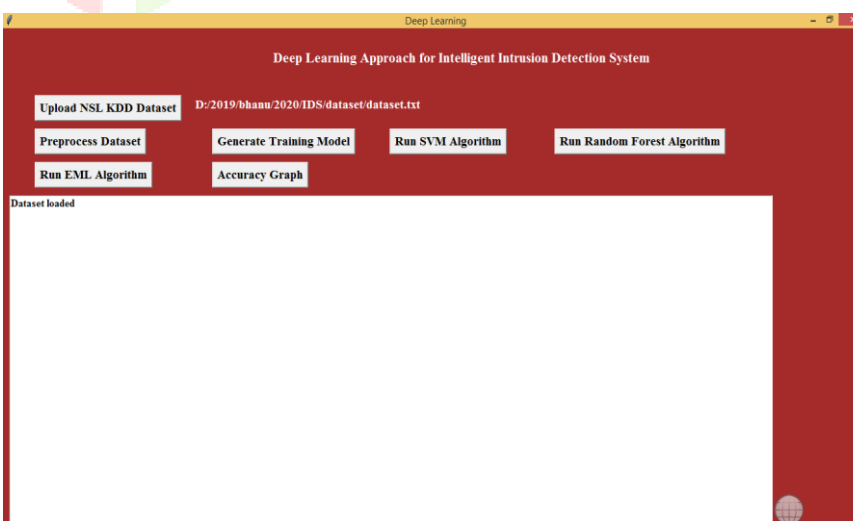 Deep Learning
Deep Learning Approach for Intelligent Intrusion Detection System
Upload NSL KDD Dataset D:/2019/bhanu/2020/IDS/dataset/dataset.txt
Preprocess Dataset Generate Training Model Run SVM Algorithm Run Random Forest Algorithm
Run EML Algorithm Accuracy Graph
Dataset loaded